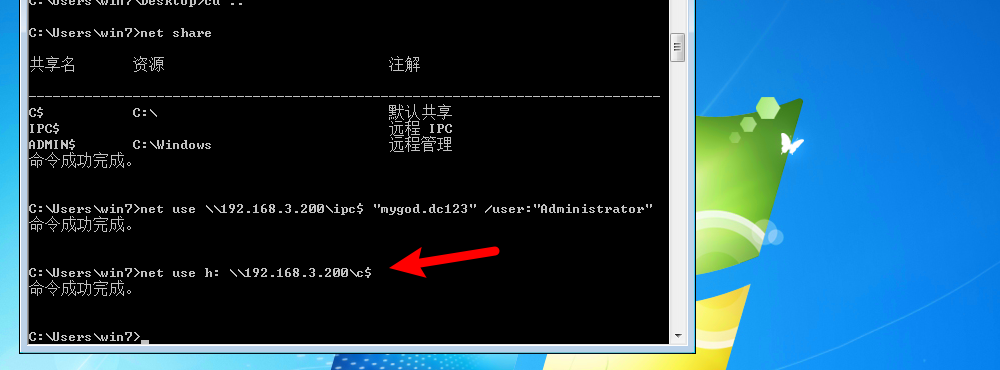 C:\Users\win7\Desktop>cd ..
C:\Users\win7>net share
共享名 资源 注解
-------------------------------------------------------------------------------
C$ C:\ 默认共享
IPC$ 远程 IPC
ADMIN$ C:\Windows 远程管理
命令成功完成。
C:\Users\win7>net use \\192.168.3.200\ipc$ "mygod.dc123" /user:"Administrator"
命令成功完成。
C:\Users\win7>net use h: \\192.168.3.200\c$
命令成功完成。
C:\Users\win7>